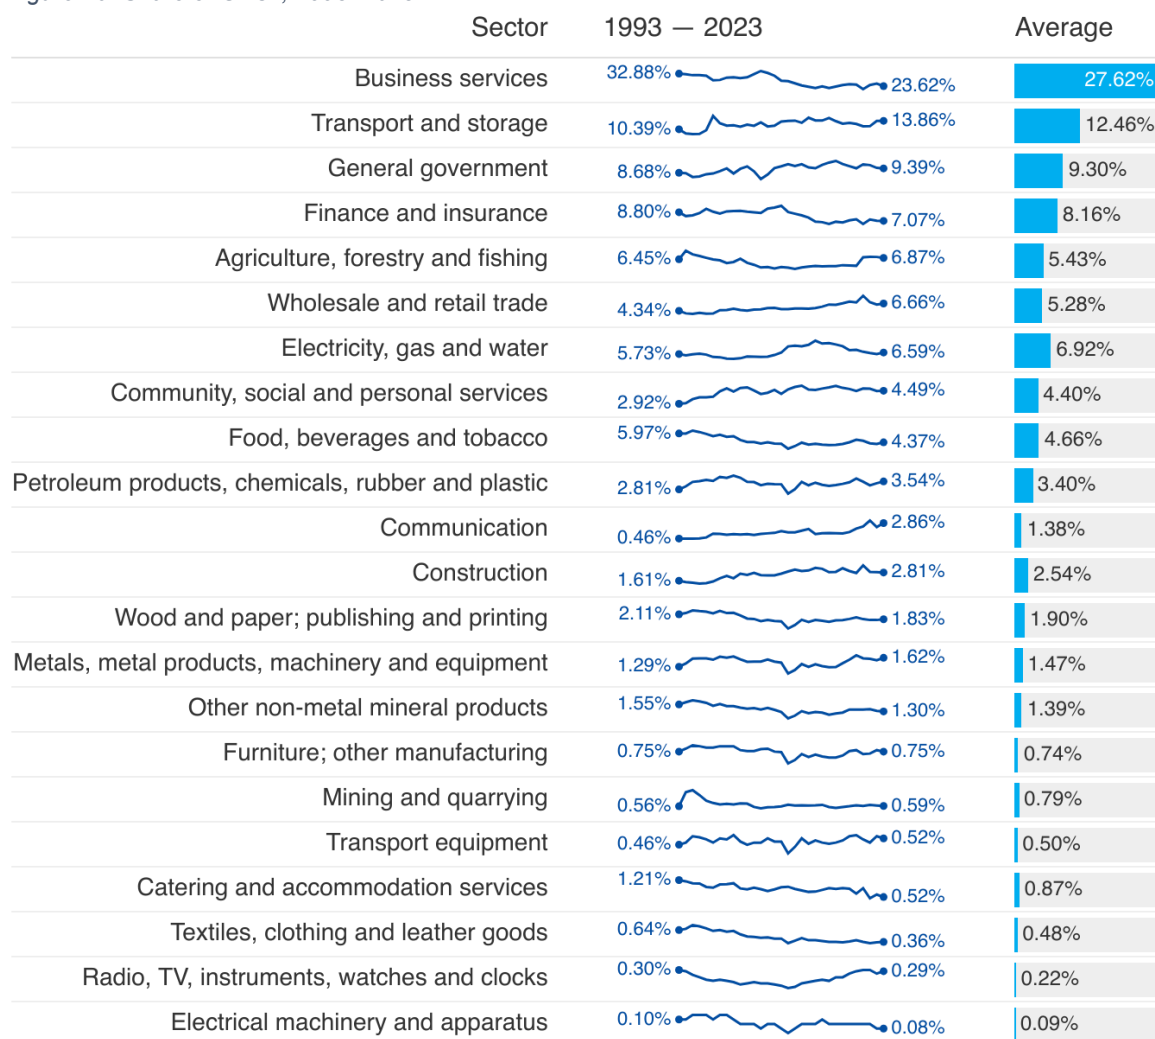 Sector 1993 — 2023 Average
Business services 32.88% 23.62% 27.62%
Transport and storage 10.39% 13.86% 12.46%
General government 8.68% 9.39% 9.30%
Finance and insurance 8.80% 7.07% 8.16%
Agriculture, forestry and fishing 6.45% 6.87% 5.43%
Wholesale and retail trade 4.34% 6.66% 5.28%
Electricity, gas and water 5.73% 6.59% 6.92%
Community, social and personal services 2.92% 4.49% 4.40%
Food, beverages and tobacco 5.97% 4.37% 4.66%
Petroleum products, chemicals, rubber and plastic 2.81% 3.54% 3.40%
Communication 0.46% 2.86% 1.38%
Construction 1.61% 2.81% 2.54%
Wood and paper; publishing and printing 2.11% 1.83% 1.90%
Metals, metal products, machinery and equipment 1.29% 1.62% 1.47%
Other non-metal mineral products 1.55% 1.30% 1.39%
Furniture; other manufacturing 0.75% 0.75% 0.74%
Mining and quarrying 0.56% 0.59% 0.79%
Transport equipment 0.46% 0.52% 0.50%
Catering and accommodation services 1.21% 0.52% 0.87%
Textiles, clothing and leather goods 0.64% 0.36% 0.48%
Radio, TV, instruments, watches and clocks 0.30% 0.29% 0.22%
Electrical machinery and apparatus 0.10% 0.08% 0.09%